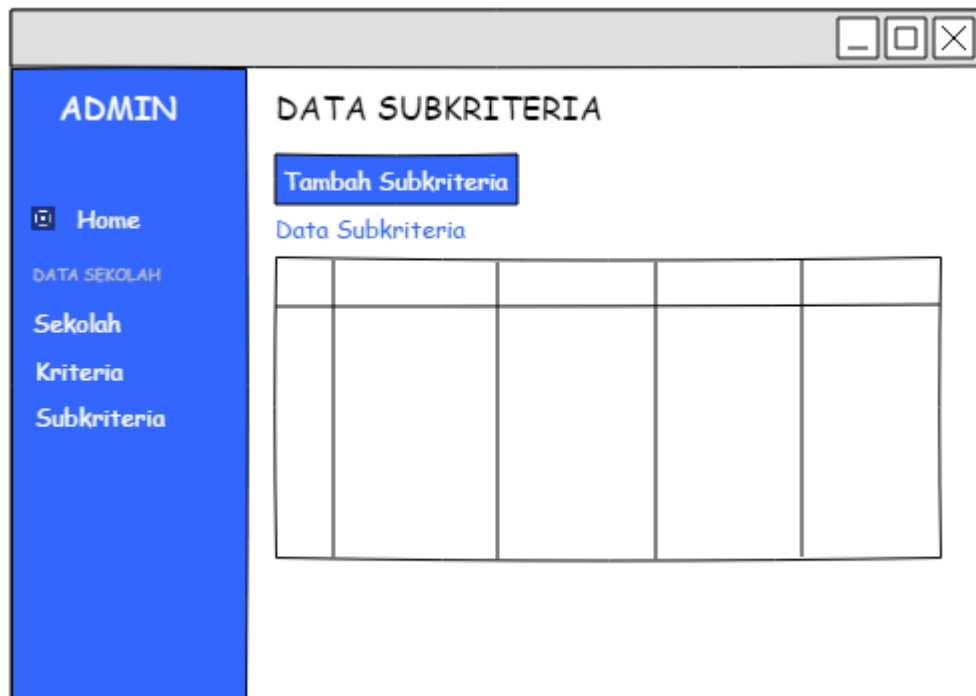 ADMIN
Home
DATA SEKOLAH
Sekolah
Kriteria
Subkriteria
DATA SUBKRITERIA
Tambah Subkriteria
Data Subkriteria